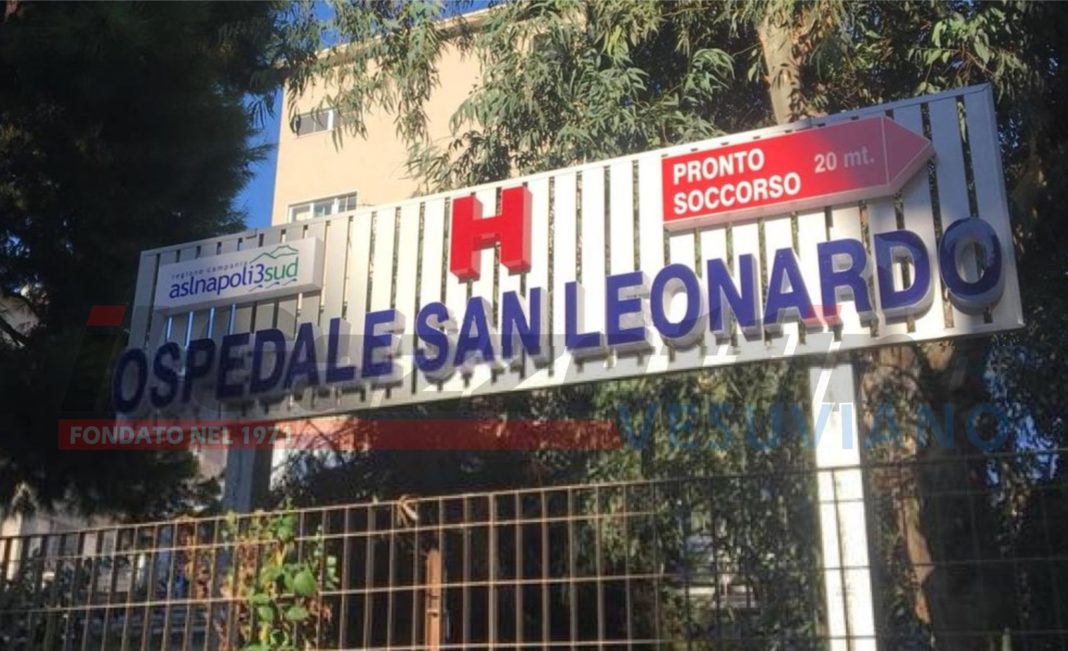 regione campania
aslnapoli3sud
H
PRONTO
SOCCORSO
20 mt.
OSPEDALE SAN LEONARDO
FONDATO NEL 1971
VESUVIANO